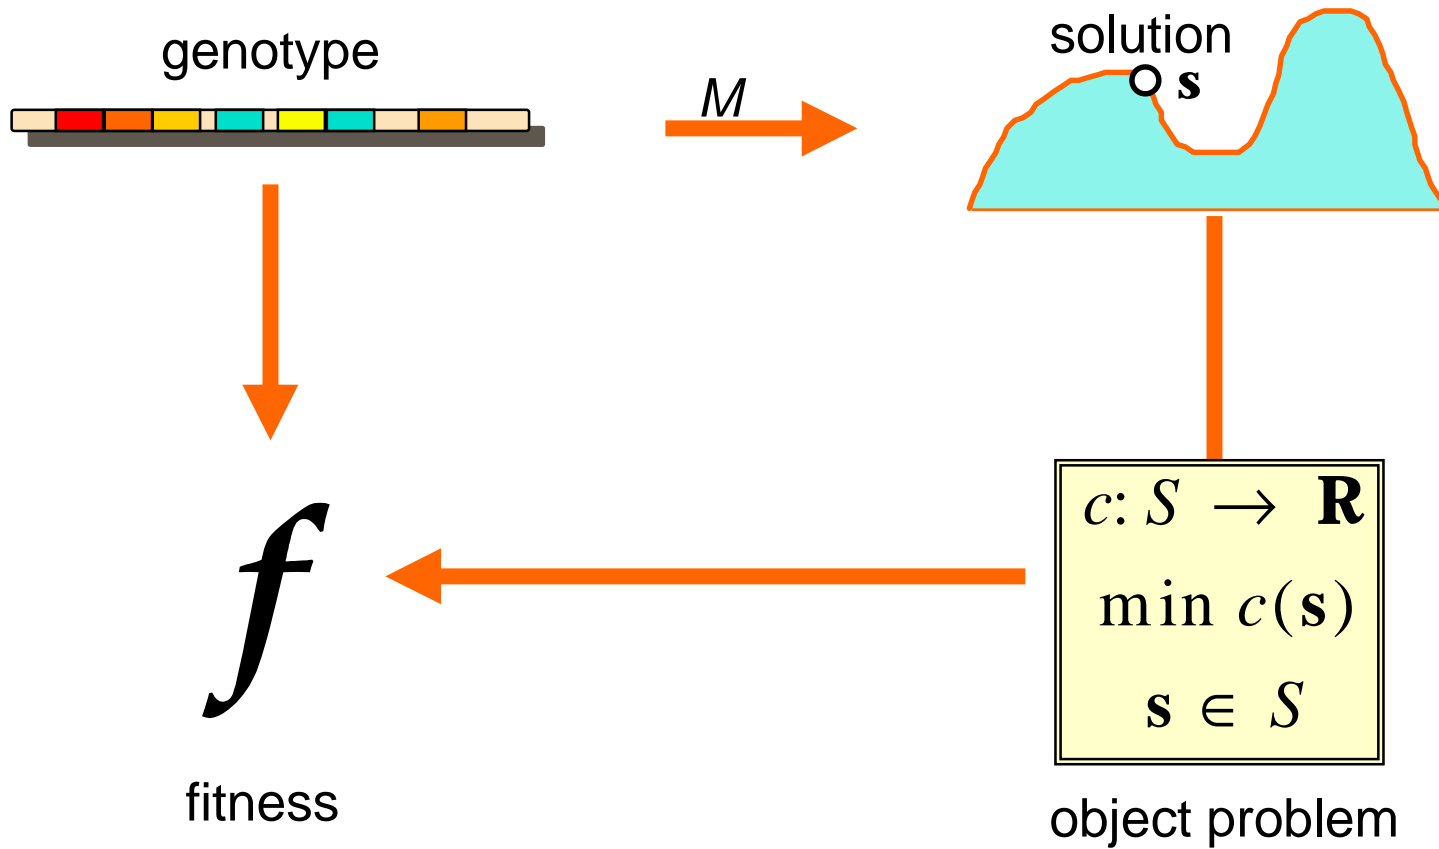 genotype
M
solution
s
c: S → R
min c(s)
s ∈ S
f
fitness
object problem